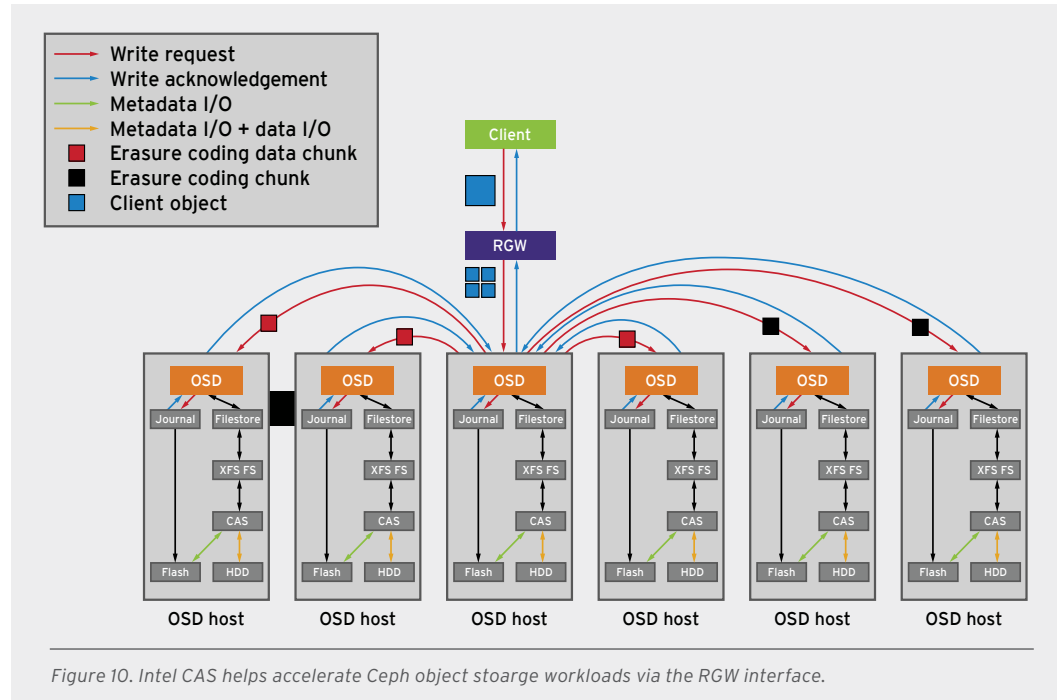 Write request
Write acknowledgement
Metadata I/O
Metadata I/O + data I/O
Erasure coding data chunk
Erasure coding chunk
Client object
Client
RGW
OSD OSD OSD OSD OSD OSD
Journal Filestore Journal Filestore Journal Filestore Journal Filestore Journal Filestore Journal Filestore
XFS FS XFS FS XFS FS XFS FS XFS FS XFS FS
CAS CAS CAS CAS CAS CAS
Flash HDD Flash HDD Flash HDD Flash HDD Flash HDD Flash HDD
OSD host OSD host OSD host OSD host OSD host OSD host
Figure 10. Intel CAS helps accelerate Ceph object stoarge workloads via the RGW interface.